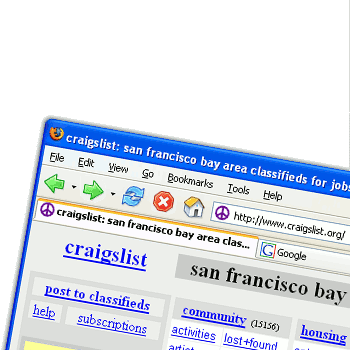 craigslist: san francisco bay area classifieds for jobs
File Edit View Go Bookmarks Tools Help
http://www.craigslist.org/
craigslist: san francisco bay area clas...
Google
craigslist
san francisco bay
post to classifieds
help subscriptions
community (15156)
housing
activities lost+found